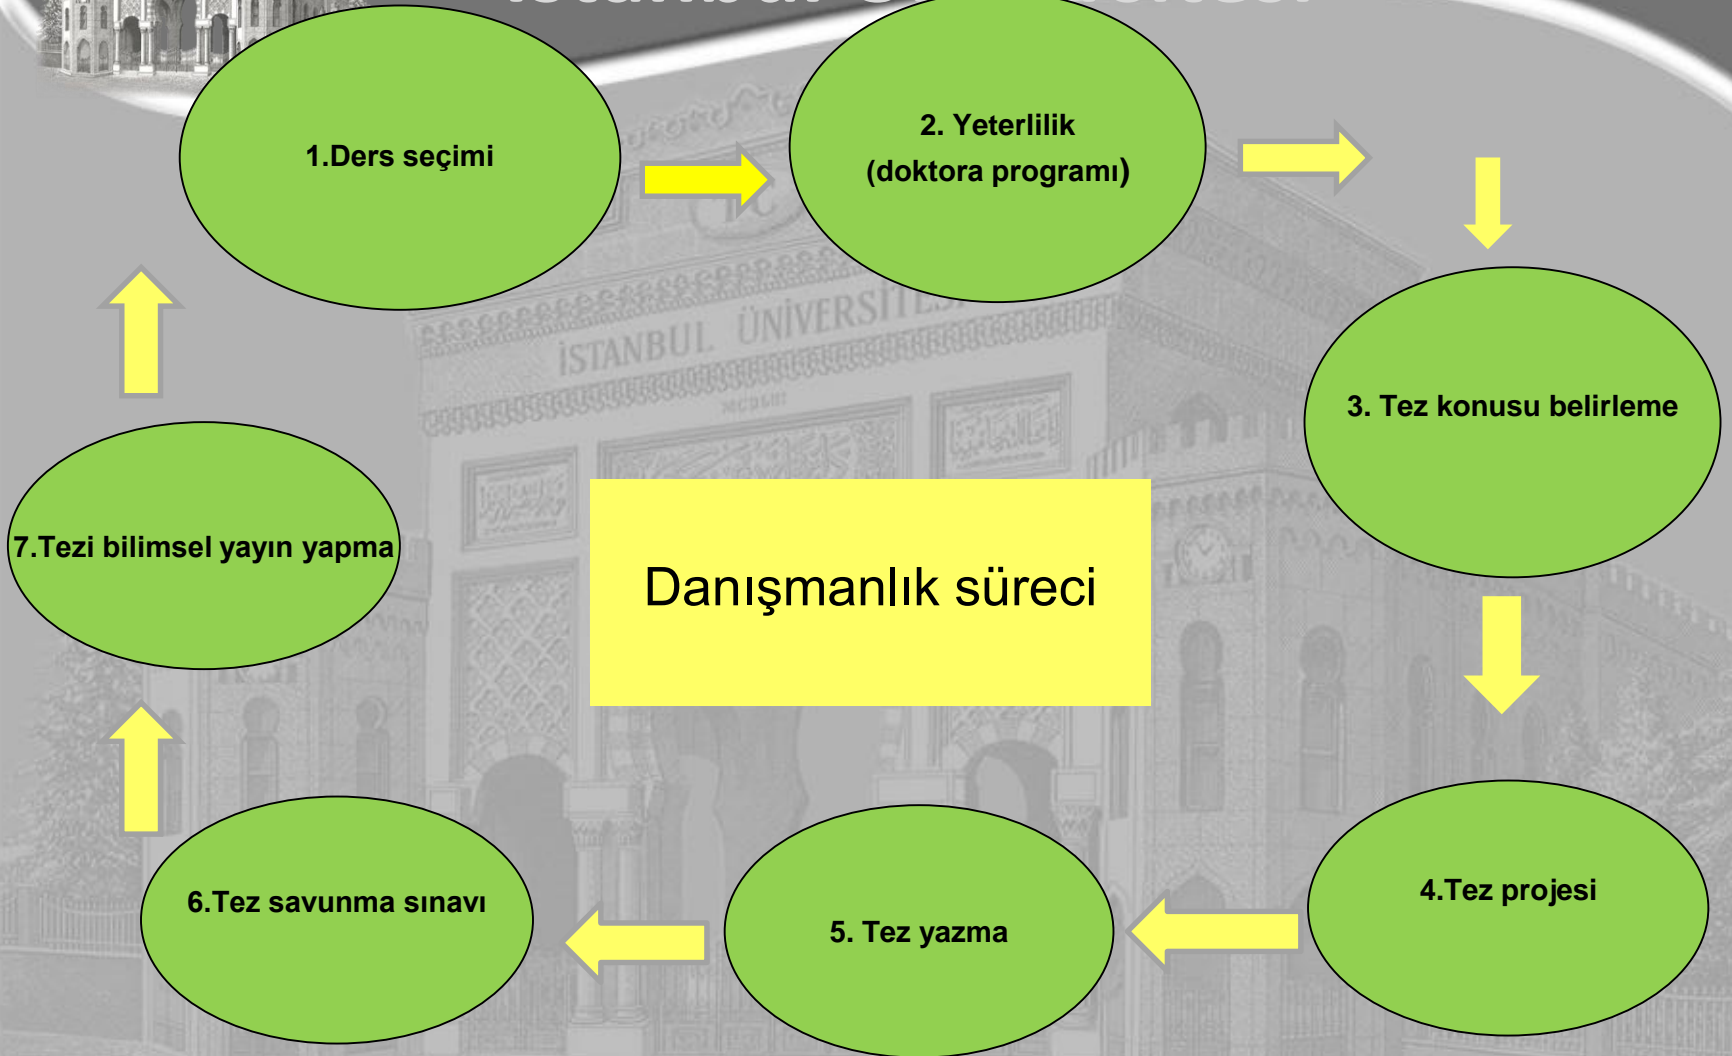 1.Ders seçimi
2. Yeterlilik
(doktora programı)
3. Tez konusu belirleme
İSTANBUL ÜNİVERSİTESİ
7.Tezi bilimsel yayın yapma
Danışmanlık süreci
4.Tez projesi
6.Tez savunma sınavı
5. Tez yazma